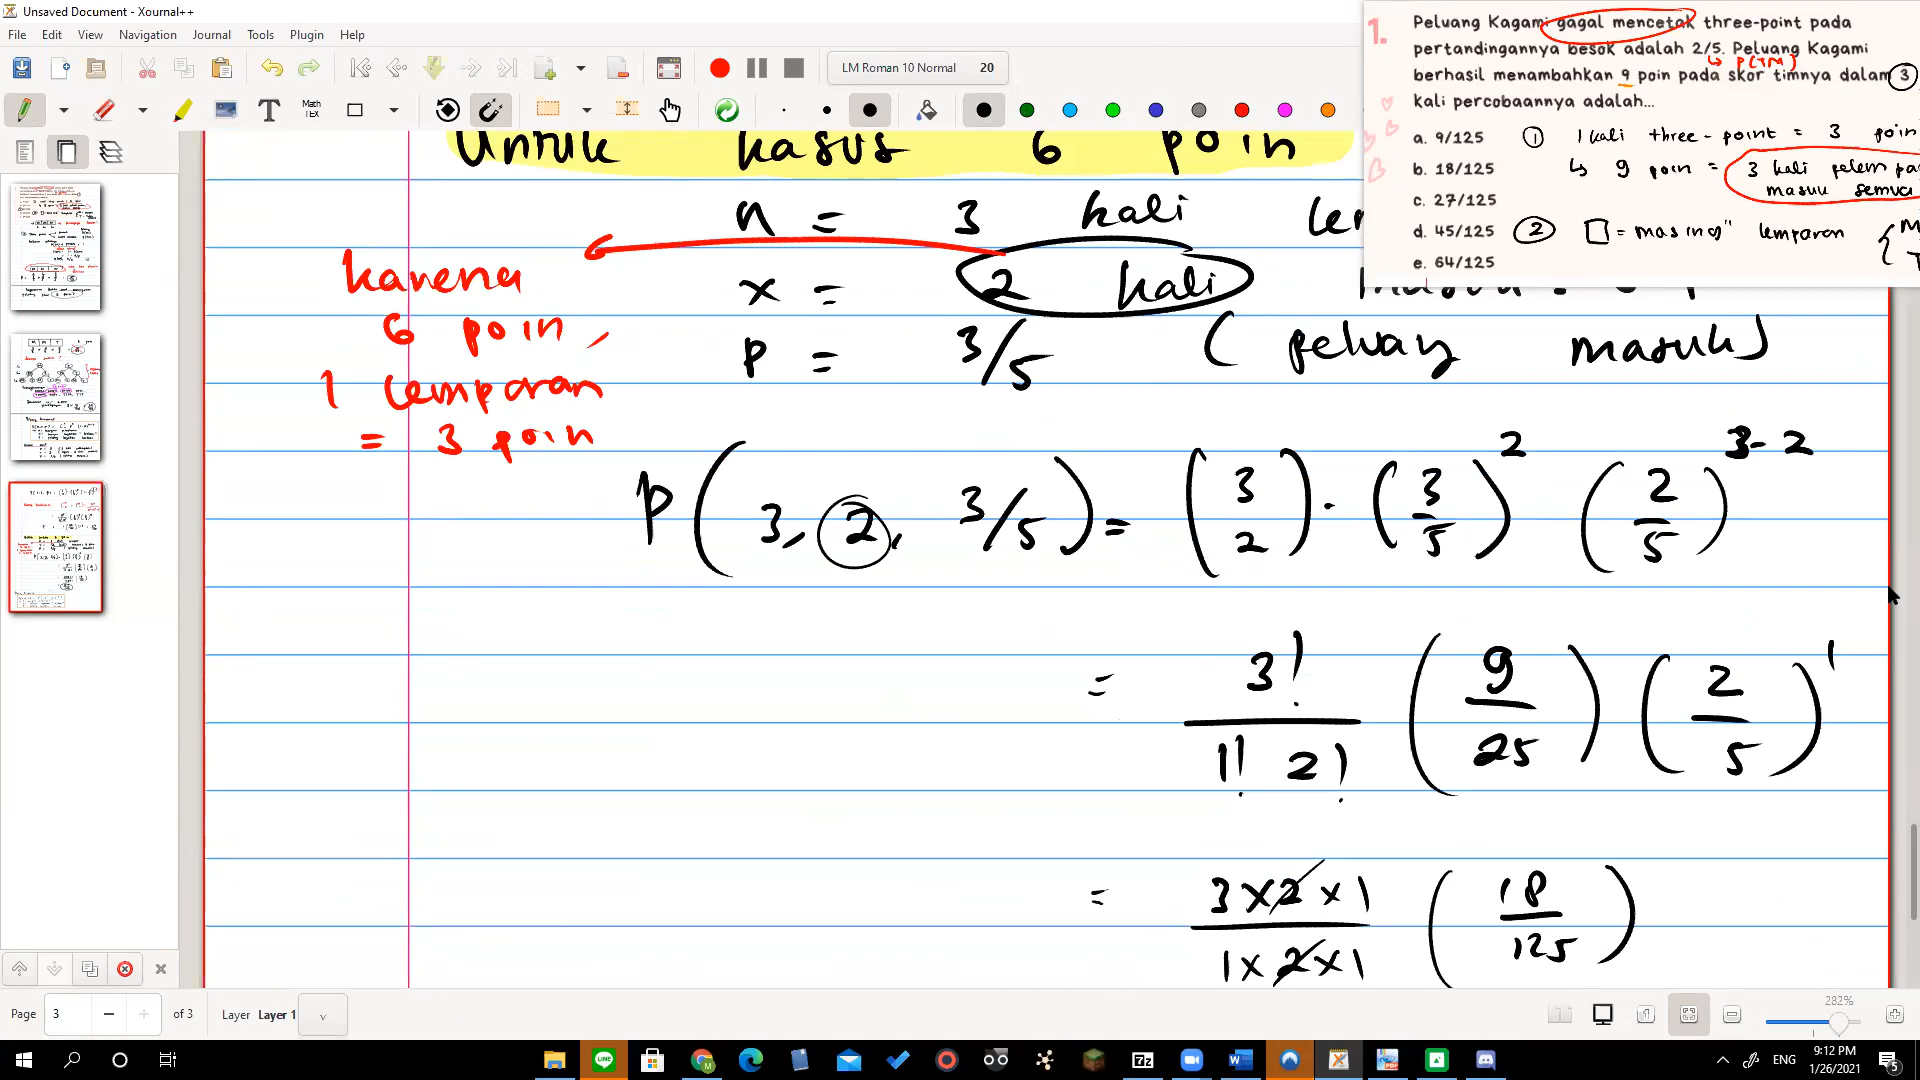 Unsaved Document - Xournal++
File Edit View Navigation Journal Tools Plugin Help
LM Roman 10 Normal 20
Math
TEX
1. Peluang Kagami gagal mencetak three-point pada
pertandingannya besok adalah 2/5. Peluang Kagami
↳ P(TM)
berhasil menambahkan 9 poin pada skor timnya dalam 3
kali percobaannya adalah...
a. 9/125
b. 18/125
c. 27/125
d. 45/125
e. 64/125
① 1 kali three-point = 3 poin
↳ 9 poin = 3 kali
masuk semua
② □ = masing" lemparan
Untuk kasus 6 poin
n = 3 kali
x = 2 kali
p = 3/5 (peluang masuk)
karena
6 poin,
1 lemparan
= 3 poin
P(3, 2, 3/5) = (3 2) · (3/5)^2 (2/5)^3-2
= 3!/1! 2! (9/25) (2/5)^1
= 3x2x1/1x2x1 (18/125)
Page 3 of 3 Layer Layer 1 v
282%
ENG
9:12 PM
1/26/2021
5